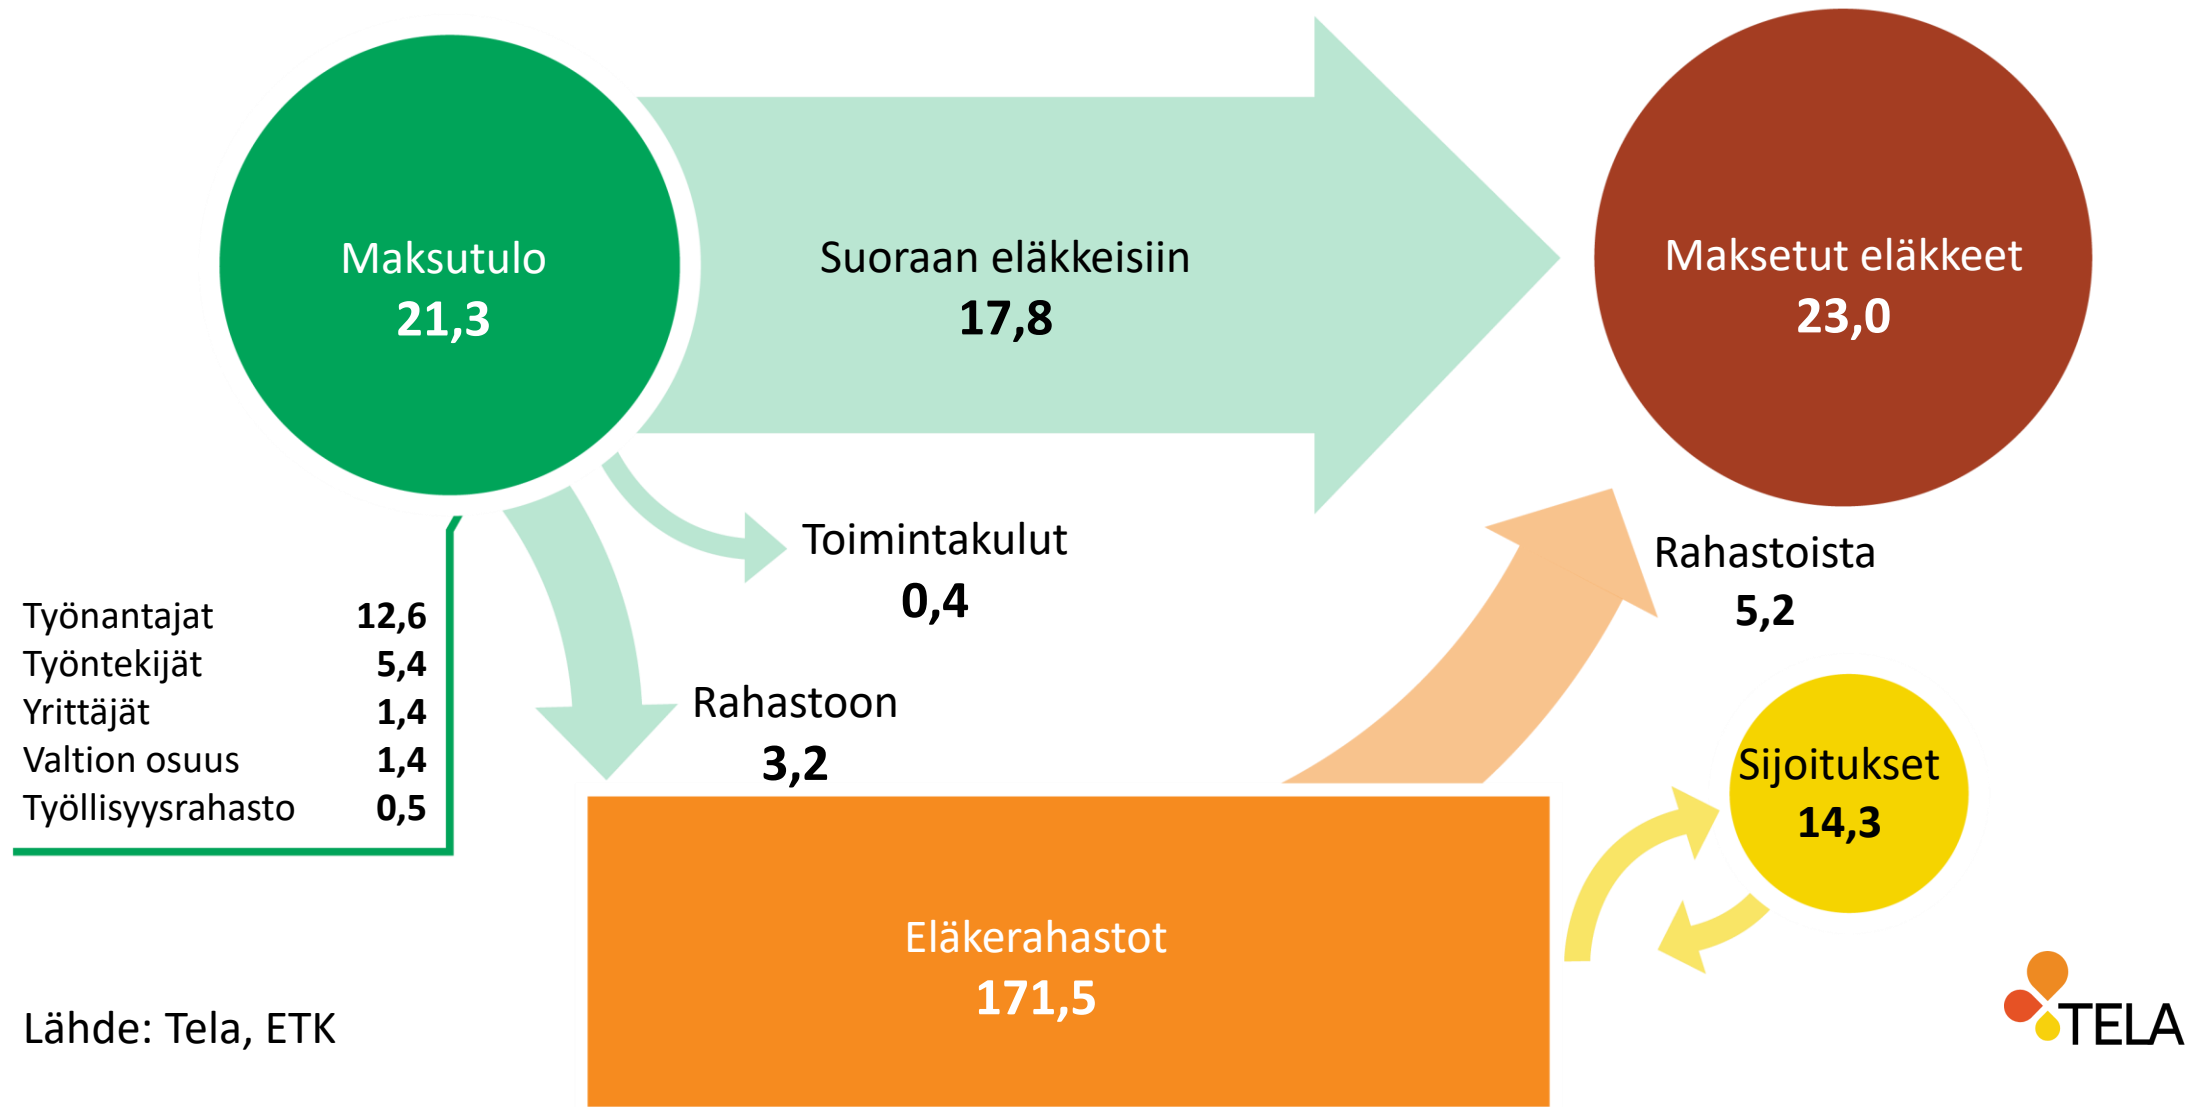 Maksutulo
21,3
Suoraan eläkkeisiin
17,8
Maksetut eläkkeet
23,0
Toimintakulut
0,4
Rahastoista
5,2
Työnantajat 12,6
Työntekijät 5,4
Yrittäjät 1,4
Valtion osuus 1,4
Työllisyysrahasto 0,5
Rahastoon
3,2
Sijoitukset
14,3
Eläkerahastot
171,5
Lähde: Tela, ETK
TELA